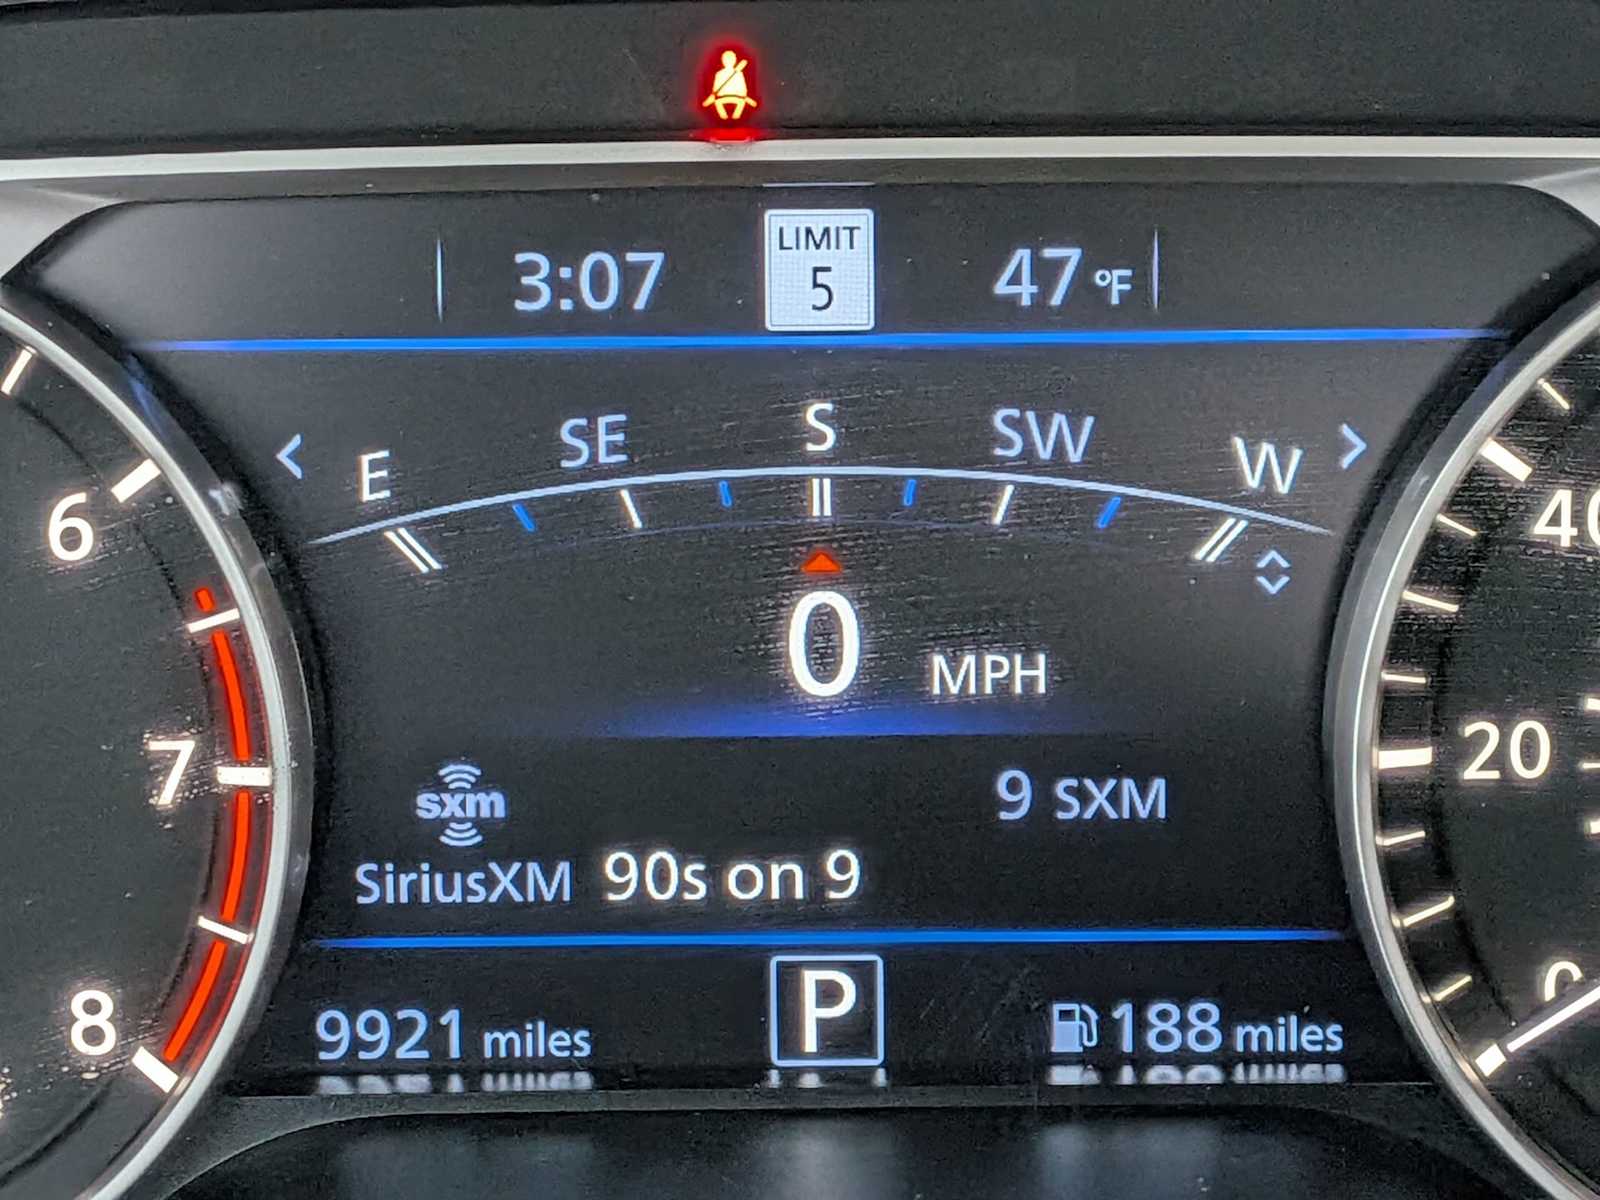 3:07
LIMIT
5
47 °F
E SE S SW W
0 MPH
sxm
9 SXM
SiriusXM 90s on 9
9921 miles
P
188 miles
6
7
8
40
20
0